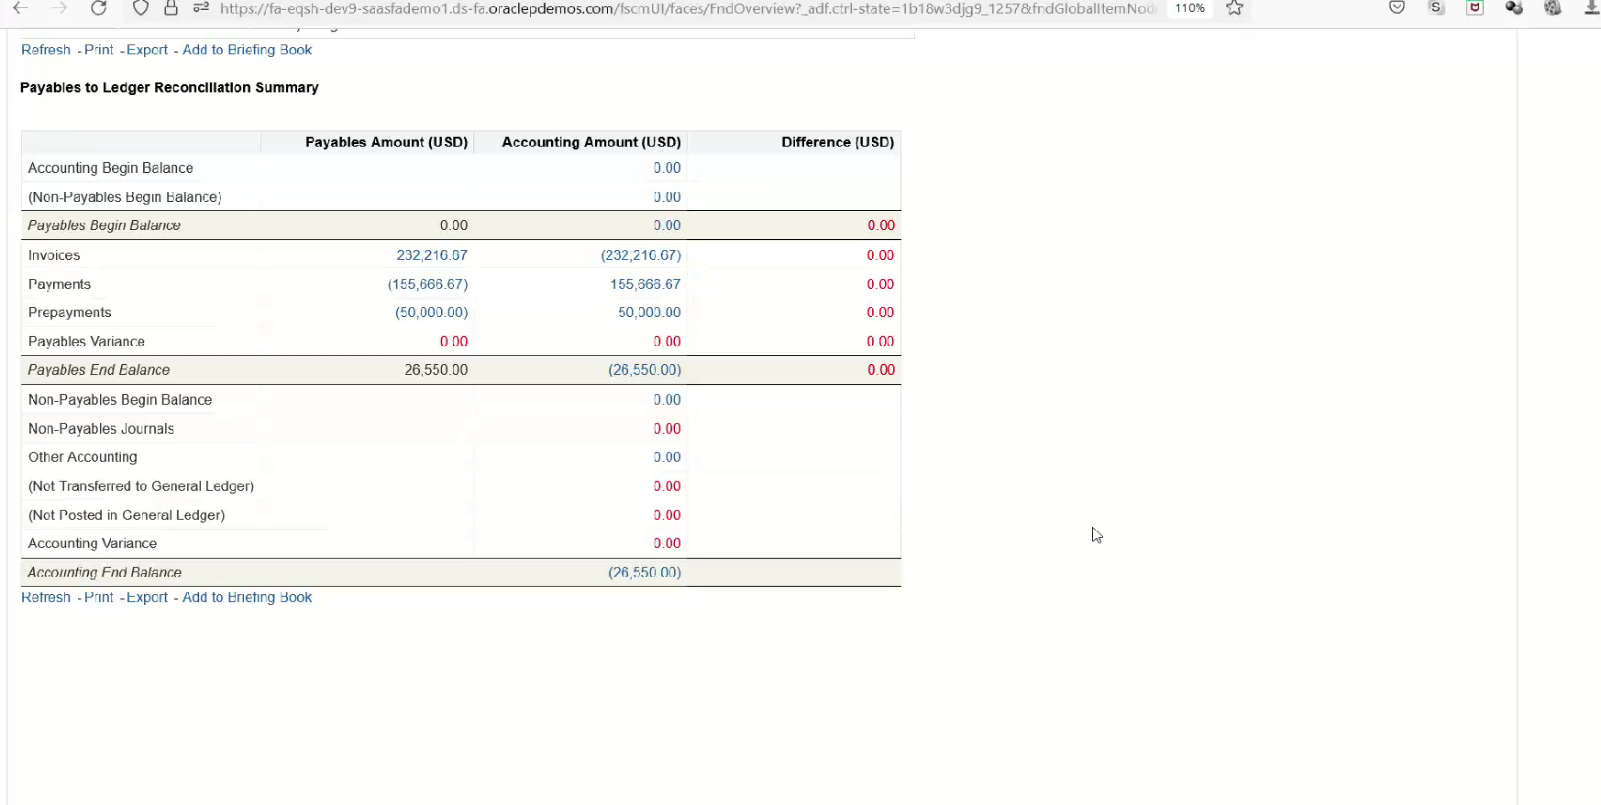 https://fa-eqsh-dev9-saasfademo1.ds-fa.oraclepdemos.com/fscmUI/faces/FndOverview?_adf.ctrl-state=1b18w3djg9_1257&fndGlobalItemNod 110% S
Refresh - Print - Export - Add to Briefing Book
Payables to Ledger Reconciliation Summary
Payables Amount (USD) Accounting Amount (USD) Difference (USD)
Accounting Begin Balance 0.00
(Non-Payables Begin Balance) 0.00
Payables Begin Balance 0.00 0.00 0.00
Invoices 232,216.67 (232,216.67) 0.00
Payments (155,666.67) 155,666.67 0.00
Prepayments (50,000.00) 50,000.00 0.00
Payables Variance 0.00 0.00 0.00
Payables End Balance 26,550.00 (26,550.00) 0.00
Non-Payables Begin Balance 0.00
Non-Payables Journals 0.00
Other Accounting 0.00
(Not Transferred to General Ledger) 0.00
(Not Posted in General Ledger) 0.00
Accounting Variance 0.00
Accounting End Balance (26,550.00)
Refresh - Print - Export - Add to Briefing Book